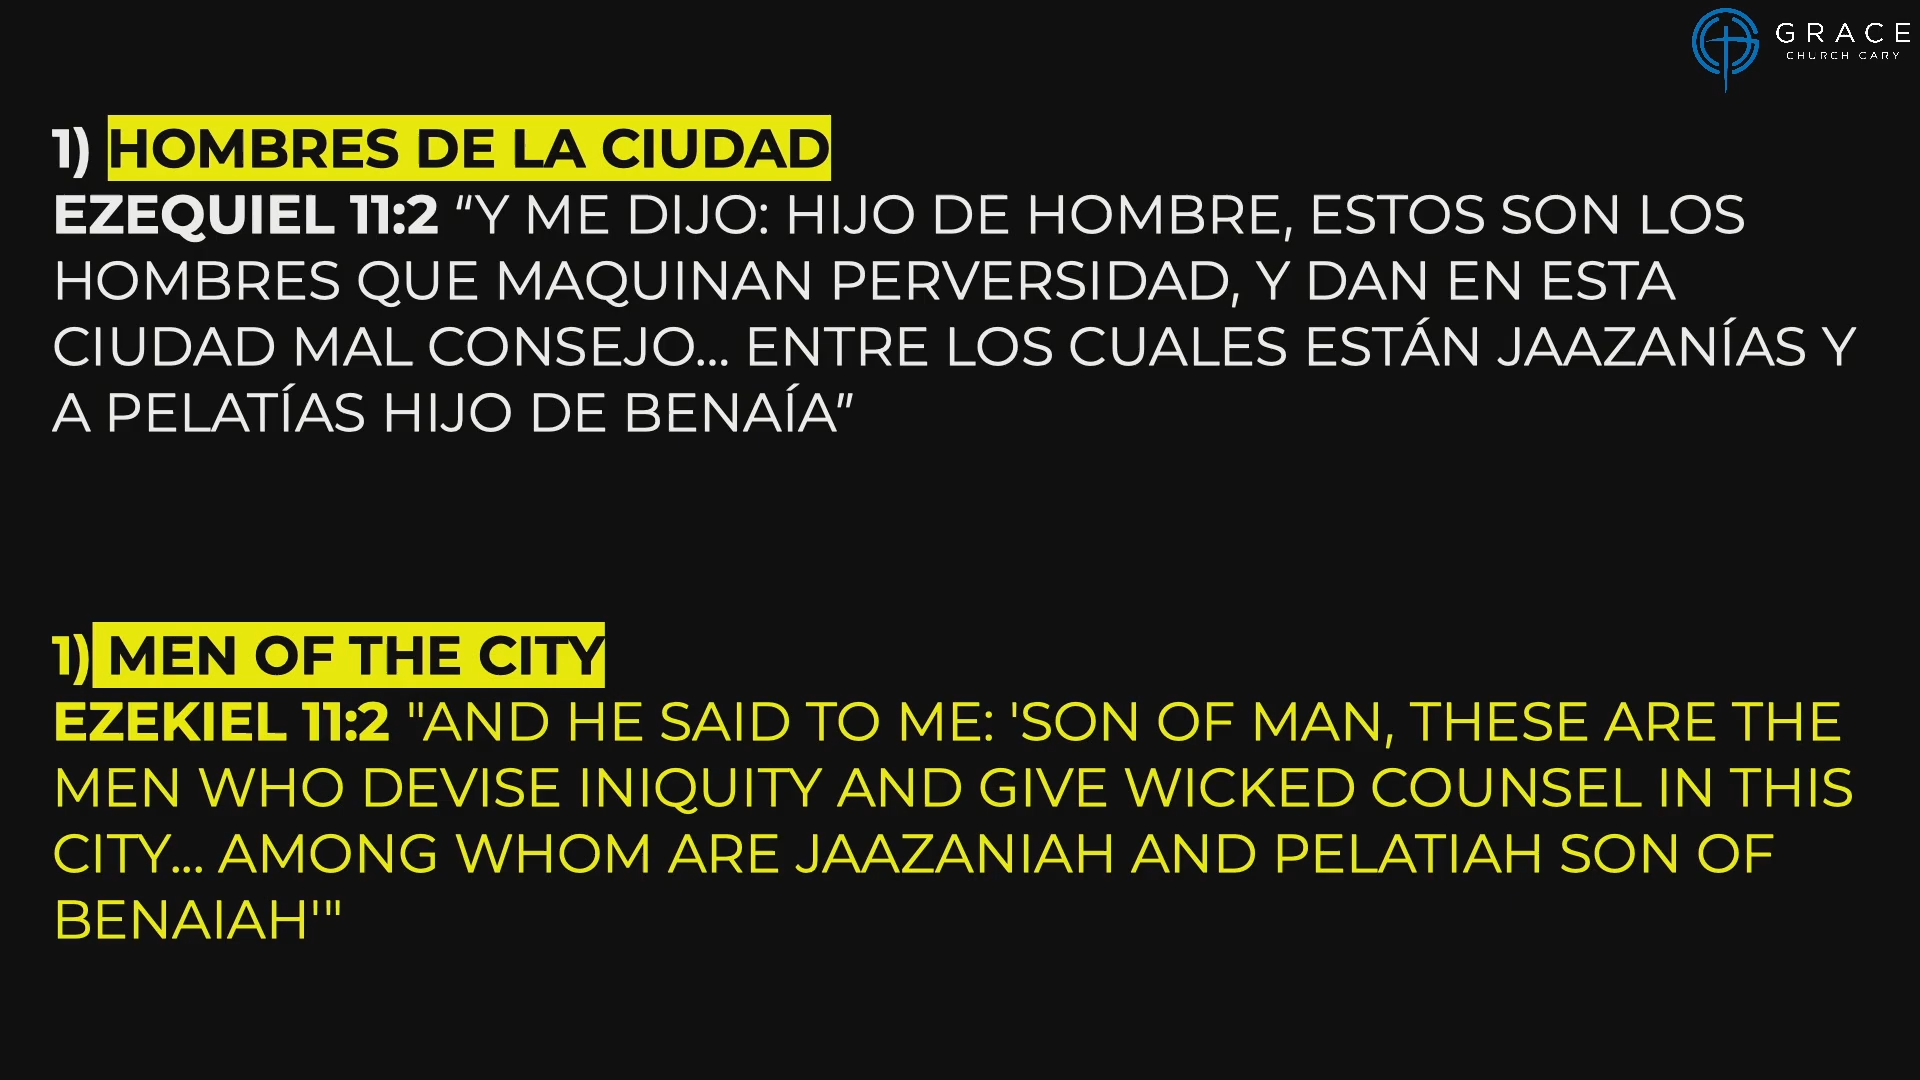 GRACE
CHURCH CARY
1) HOMBRES DE LA CIUDAD
EZEQUIEL 11:2 “Y ME DIJO: HIJO DE HOMBRE, ESTOS SON LOS
HOMBRES QUE MAQUINAN PERVERSIDAD, Y DAN EN ESTA
CIUDAD MAL CONSEJO... ENTRE LOS CUALES ESTÁN JAAZANÍAS Y
A PELATÍAS HIJO DE BENAÍA”
1) MEN OF THE CITY
EZEKIEL 11:2 "AND HE SAID TO ME: 'SON OF MAN, THESE ARE THE
MEN WHO DEVISE INIQUITY AND GIVE WICKED COUNSEL IN THIS
CITY... AMONG WHOM ARE JAAZANIAH AND PELATIAH SON OF
BENAIAH'"